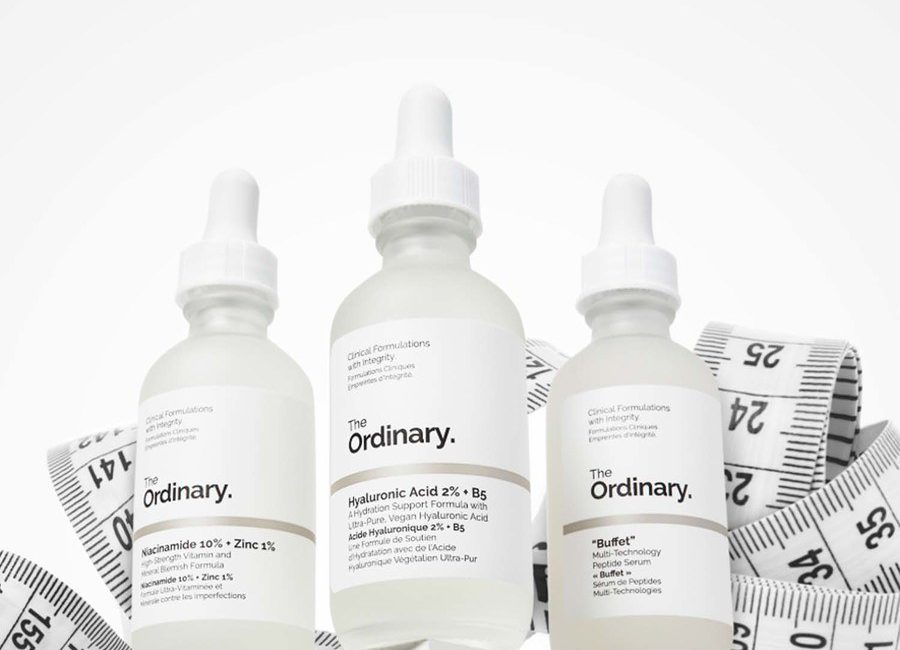 Clinical Formulations
with Integrity.
Formulations Cliniques
Empreintes d'Intégrité.
The
Ordinary.
Niacinamide 10% + Zinc 1%
High-Strength Vitamin and
Mineral Blemish Formula
Niacinamide 10% + Zinc 1%
Formule Ultra-Vitaminée et
Minérale contre les Imperfections
Clinical Formulations
with Integrity.
Formulations Cliniques
Empreintes d'Intégrité.
The
Ordinary.
Hyaluronic Acid 2% + B5
A Hydration Support Formula with
Ultra-Pure, Vegan Hyaluronic Acid
Acide Hyaluronique 2% + B5
Une Formule de Soutien
d'Hydratation avec de l'Acide
Hyaluronique Végétalien Ultra-Pur
Clinical Formulations
with Integrity.
Formulations Cliniques
Empreintes d'Intégrité.
The
Ordinary.
"Buffet"
Multi-Technology
Peptide Serum
« Buffet »
Sérum de Peptides
Multi-Technologies
142
141
155
25
24
23
35
34